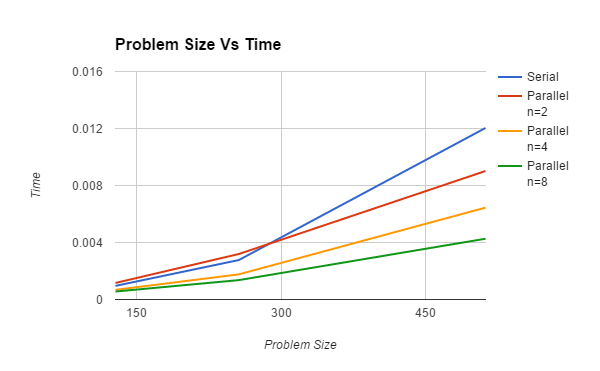 Problem Size Vs Time
0.016
0.012
0.008
0.004
0
Time
150
300
450
Problem Size
Serial
Parallel
n=2
Parallel
n=4
Parallel
n=8